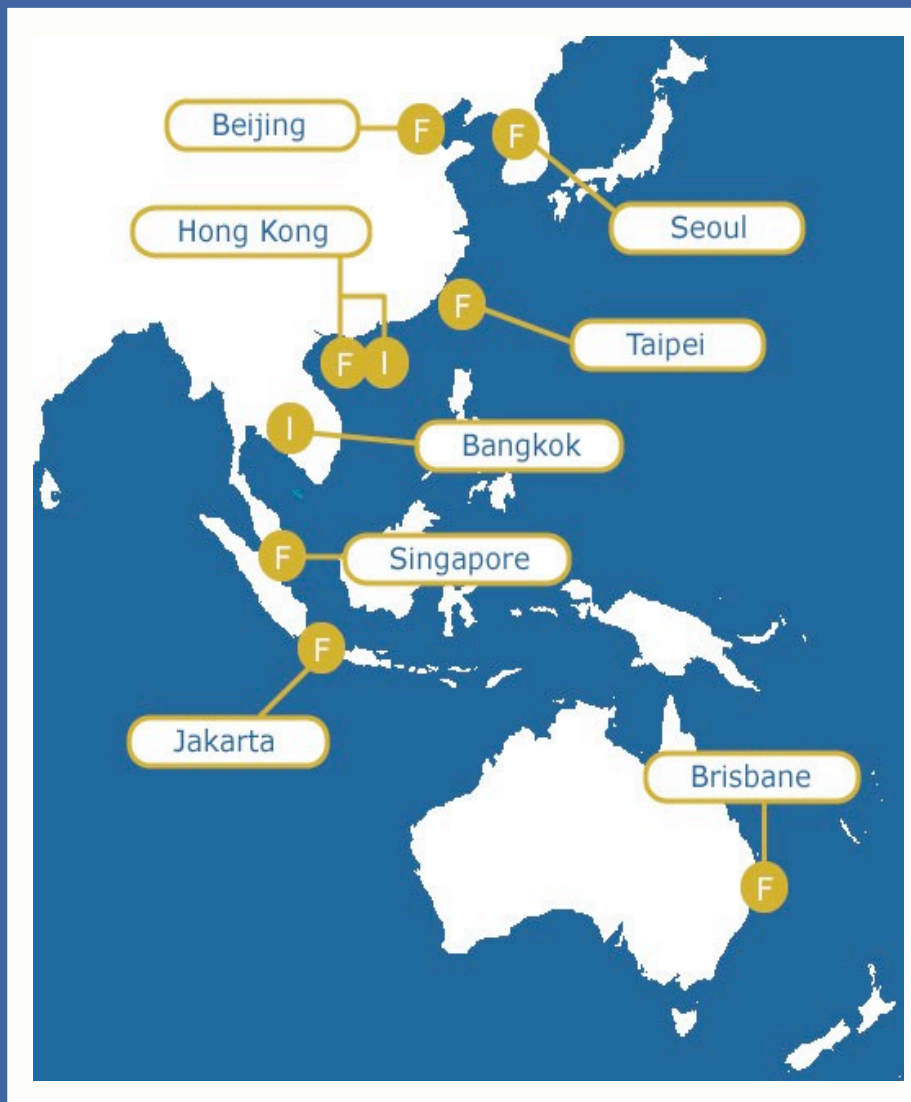 Beijing
F
F
Seoul
Hong Kong
F
Taipei
F
I
I
Bangkok
F
Singapore
F
Jakarta
Brisbane
F